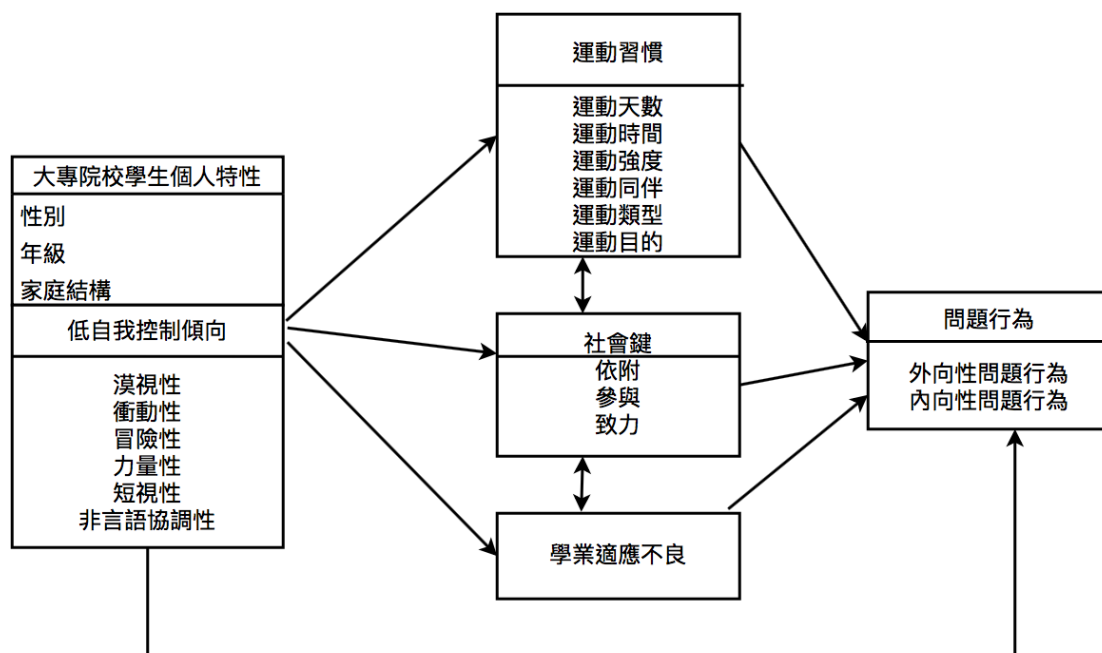 大專院校學生個人特性
性別
年級
家庭結構
低自我控制傾向
漠視性
衝動性
冒險性
力量性
短視性
非言語協調性
運動習慣
運動天數
運動時間
運動強度
運動同伴
運動類型
運動目的
社會鍵
依附
參與
致力
學業適應不良
問題行為
外向性問題行為
內向性問題行為